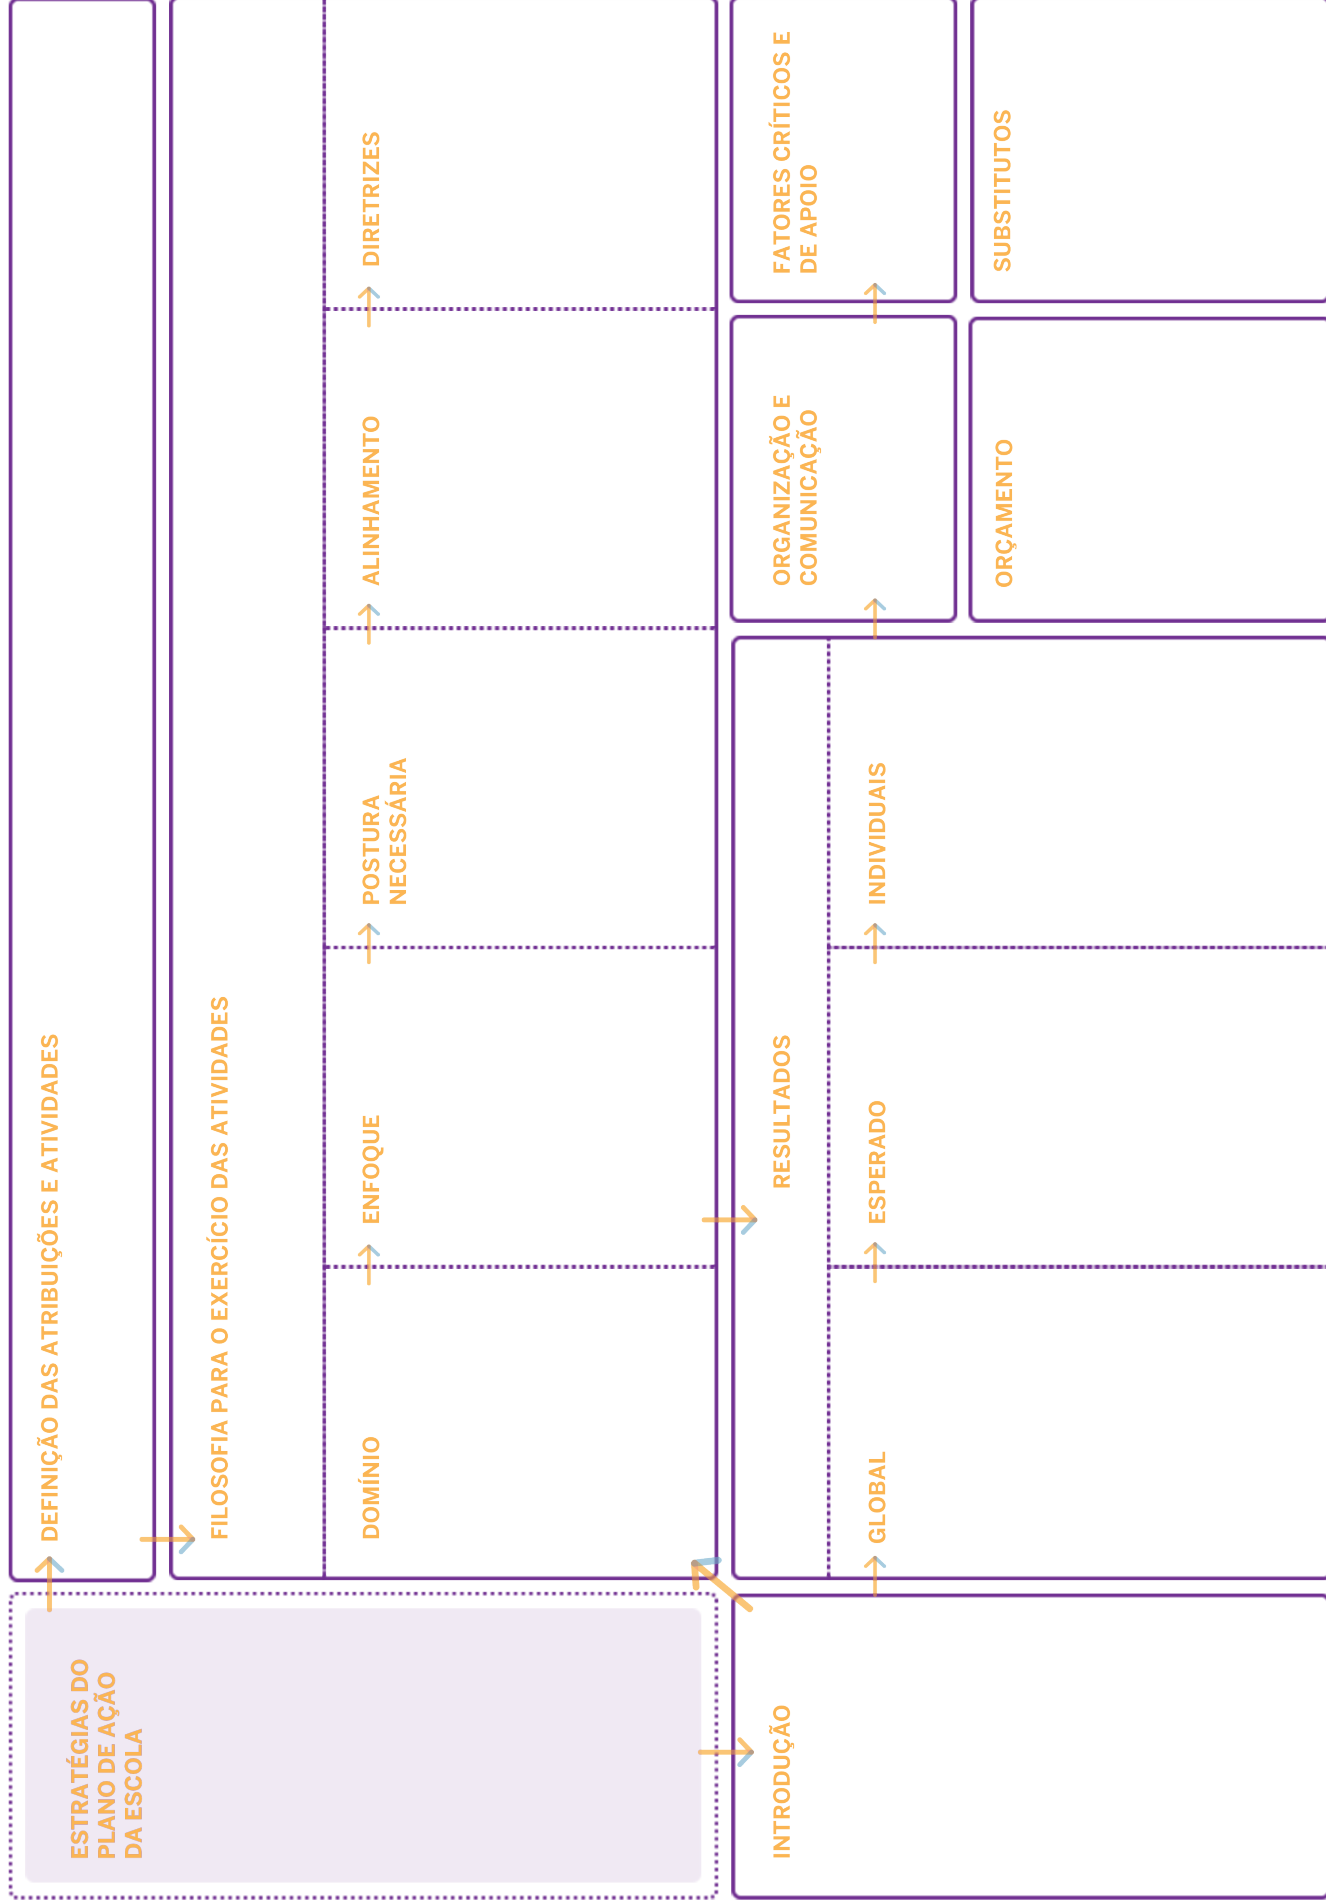 ESTRATÉGIAS DO
PLANO DE AÇÃO
DA ESCOLA
DEFINIÇÃO DAS ATRIBUIÇÕES E ATIVIDADES
FILOSOFIA PARA O EXERCÍCIO DAS ATIVIDADES
DOMÍNIO
ENFOQUE
POSTURA
NECESSÁRIA
ALINHAMENTO
DIRETRIZES
INTRODUÇÃO
RESULTADOS
GLOBAL
ESPERADO
INDIVIDUAIS
ORGANIZAÇÃO E
COMUNICAÇÃO
FATORES CRÍTICOS E
DE APOIO
ORÇAMENTO
SUBSTITUTOS